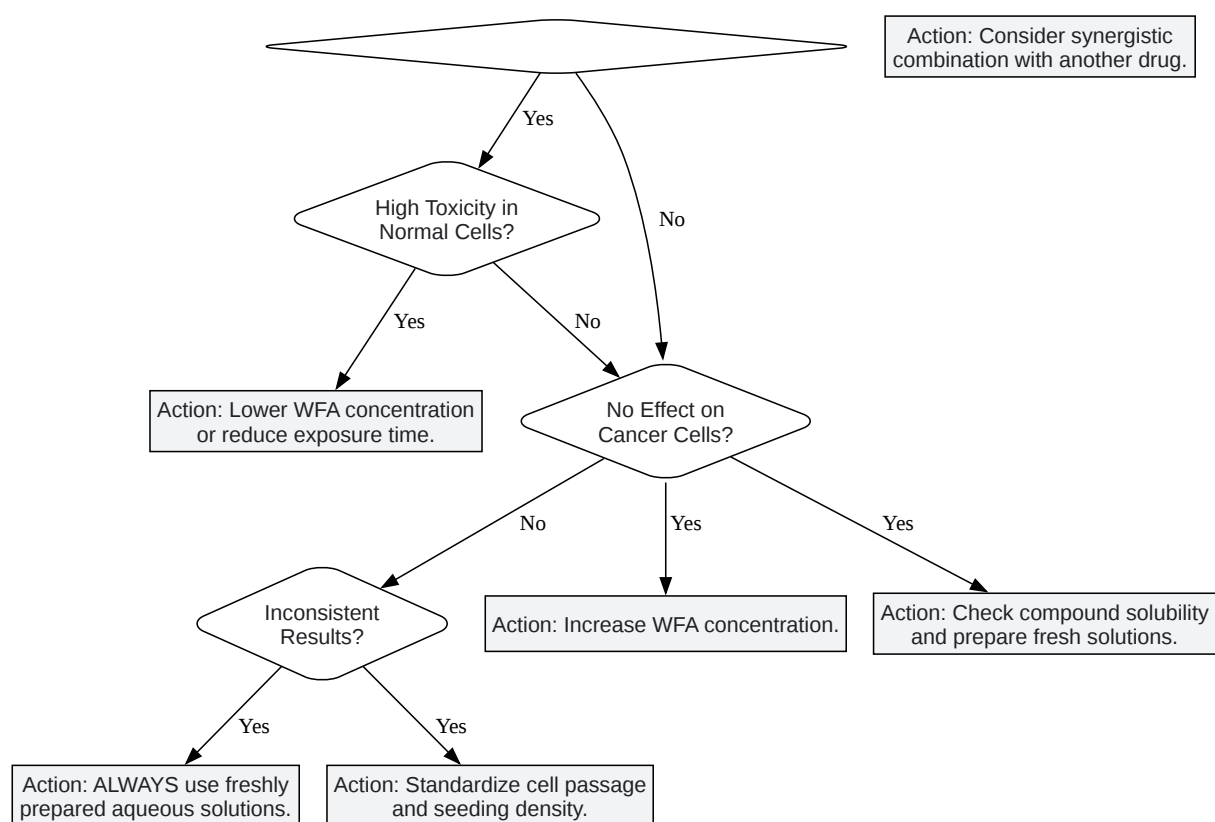 Action: Consider synergistic
combination with another drug.
Yes
High Toxicity in
Normal Cells?
No
Yes
No
Action: Lower WFA concentration
or reduce exposure time.
No Effect on
Cancer Cells?
No
Yes
Yes
Inconsistent
Results?
Action: Increase WFA concentration.
Action: Check compound solubility
and prepare fresh solutions.
Yes
Yes
Action: ALWAYS use freshly
prepared aqueous solutions.
Action: Standardize cell passage
and seeding density.